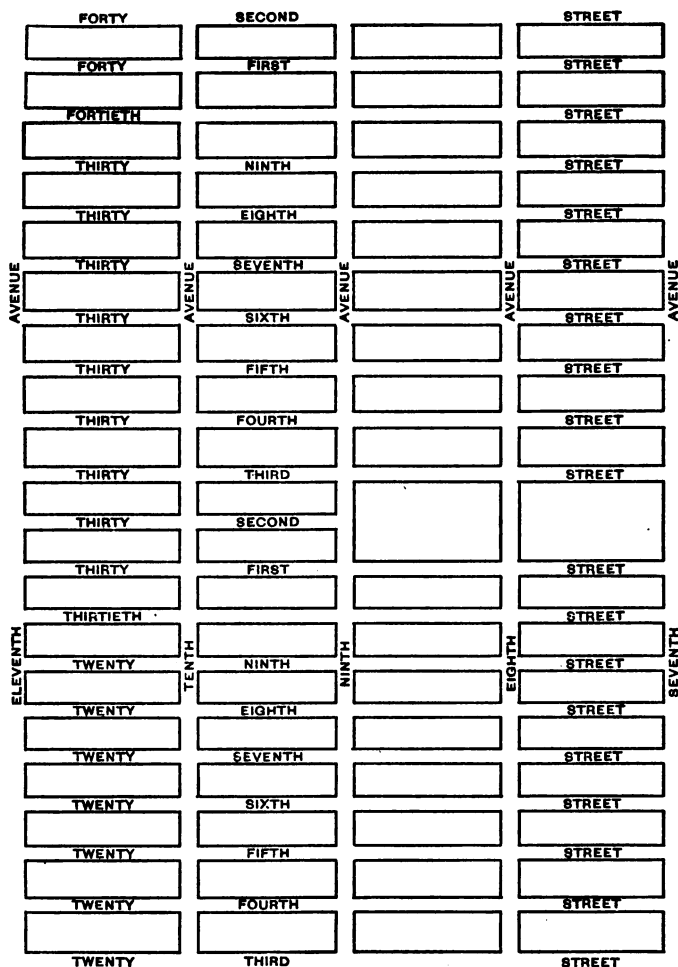 FORTY SECOND STREET
FORTY FIRST STREET
FORTIETH STREET
THIRTY NINTH STREET
THIRTY EIGHTH STREET
THIRTY SEVENTH STREET
AVENUE AVENUE AVENUE AVENUE AVENUE
THIRTY SIXTH STREET
THIRTY FIFTH STREET
THIRTY FOURTH STREET
THIRTY THIRD STREET
THIRTY SECOND
THIRTY FIRST STREET
THIRTIETH STREET
ELEVENTH TENTH NINTH EIGHTH SEVENTH
TWENTY NINTH STREET
TWENTY EIGHTH STREET
TWENTY SEVENTH STREET
TWENTY SIXTH STREET
TWENTY FIFTH STREET
TWENTY FOURTH STREET
TWENTY THIRD STREET